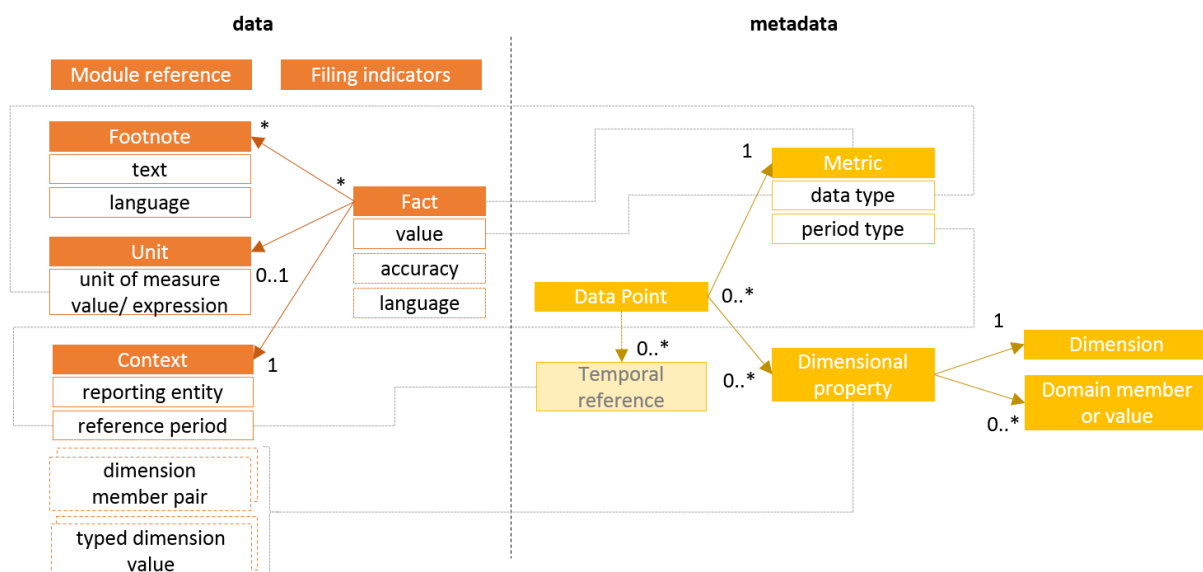 data
metadata
Module reference
Filing indicators
Footnote
*
text
language
*
Fact
value
accuracy
language
Unit
0..1
unit of measure
value/ expression
Context
1
reporting entity
reference period
dimension
member pair
typed dimension
value
1
Metric
data type
period type
Data Point
0..*
0..*
Temporal
reference
0..*
Dimensional
property
1
Dimension
Domain member
or value
0..*